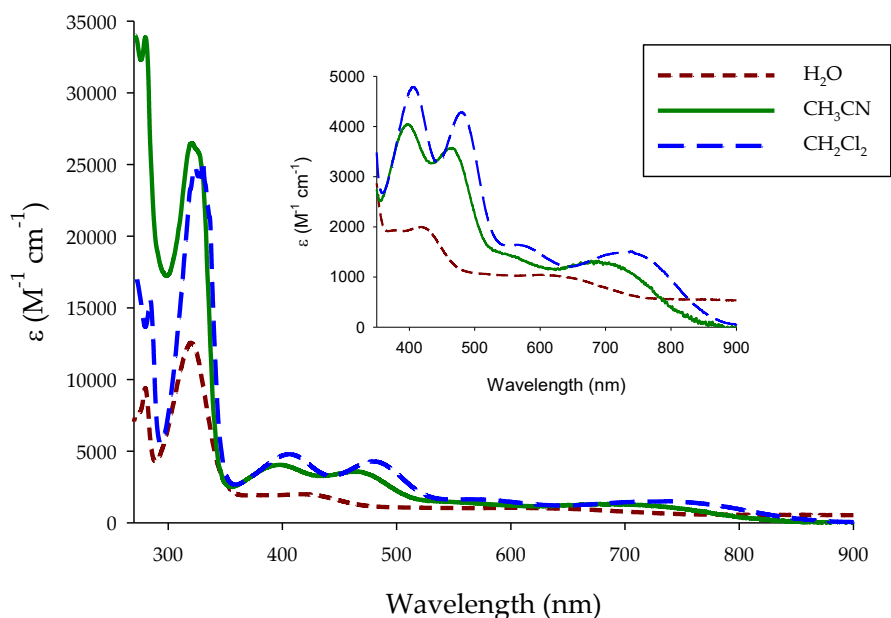 35000
30000
25000
20000
15000
10000
5000
0
ε (M⁻¹ cm⁻¹)
300 400 500 600 700 800 900
Wavelength (nm)
5000
4000
3000
2000
1000
0
ε (M⁻¹ cm⁻¹)
400 500 600 700 800 900
Wavelength (nm)
H₂O
CH₃CN
CH₂Cl₂